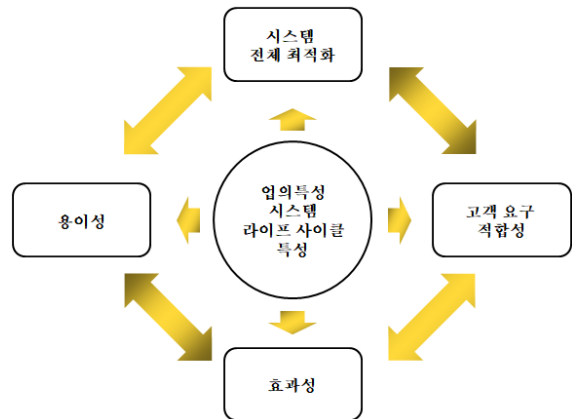 시스템
전체 최적화
업의특성
시스템
라이프 사이클
특성
용이성
고객 요구
적합성
효과성